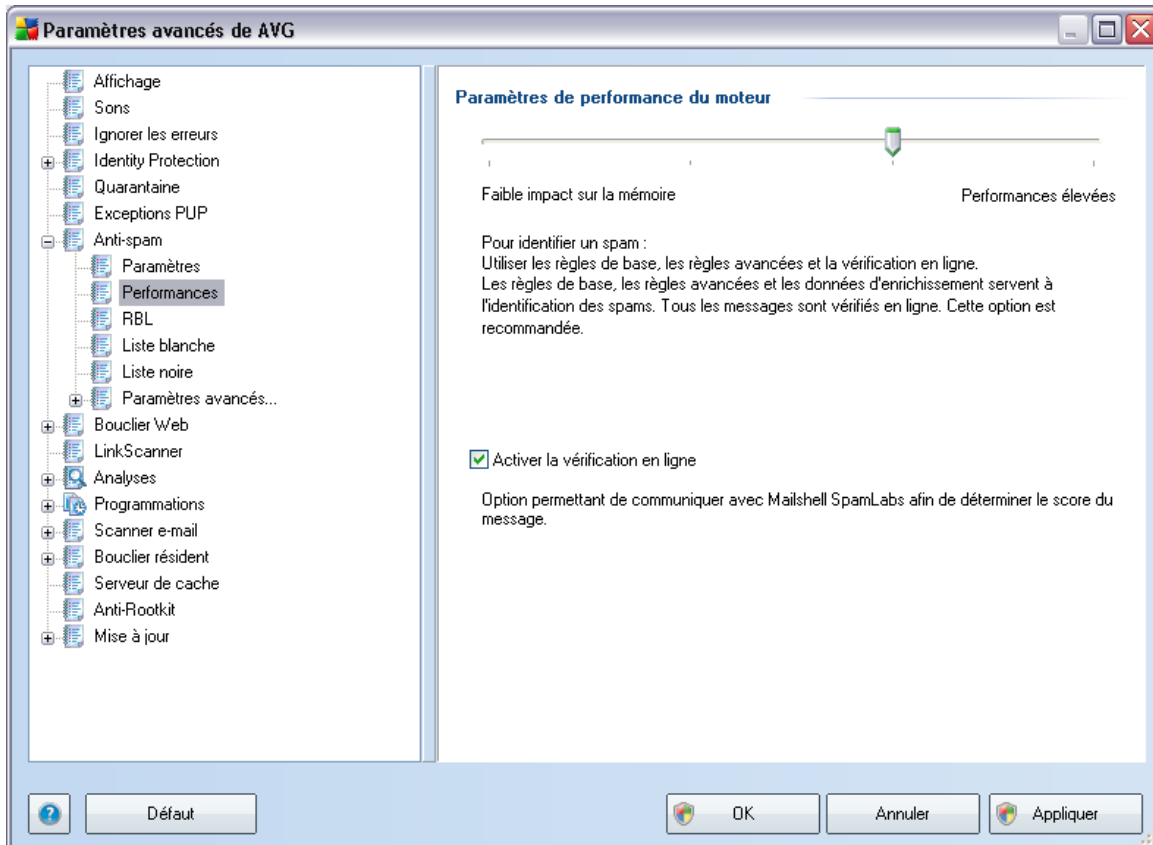 Paramètres avancés de AVG
Affichage
Sons
Ignorer les erreurs
Identity Protection
Quarantaine
Exceptions PUP
Anti-spam
Paramètres
Performances
RBL
Liste blanche
Liste noire
Paramètres avancés...
Bouclier Web
LinkScanner
Analyses
Programmations
Scanner e-mail
Bouclier résident
Serveur de cache
Anti-Rootkit
Mise à jour
Paramètres de performance du moteur
Faible impact sur la mémoire
Performances élevées
Pour identifier un spam :
Utiliser les règles de base, les règles avancées et la vérification en ligne.
Les règles de base, les règles avancées et les données d'enrichissement servent à
l'identification des spams. Tous les messages sont vérifiés en ligne. Cette option est
recommandée.
Activer la vérification en ligne
Option permettant de communiquer avec Mailshell SpamLabs afin de déterminer le score du
message.
?
Défaut
OK
Annuler
Appliquer